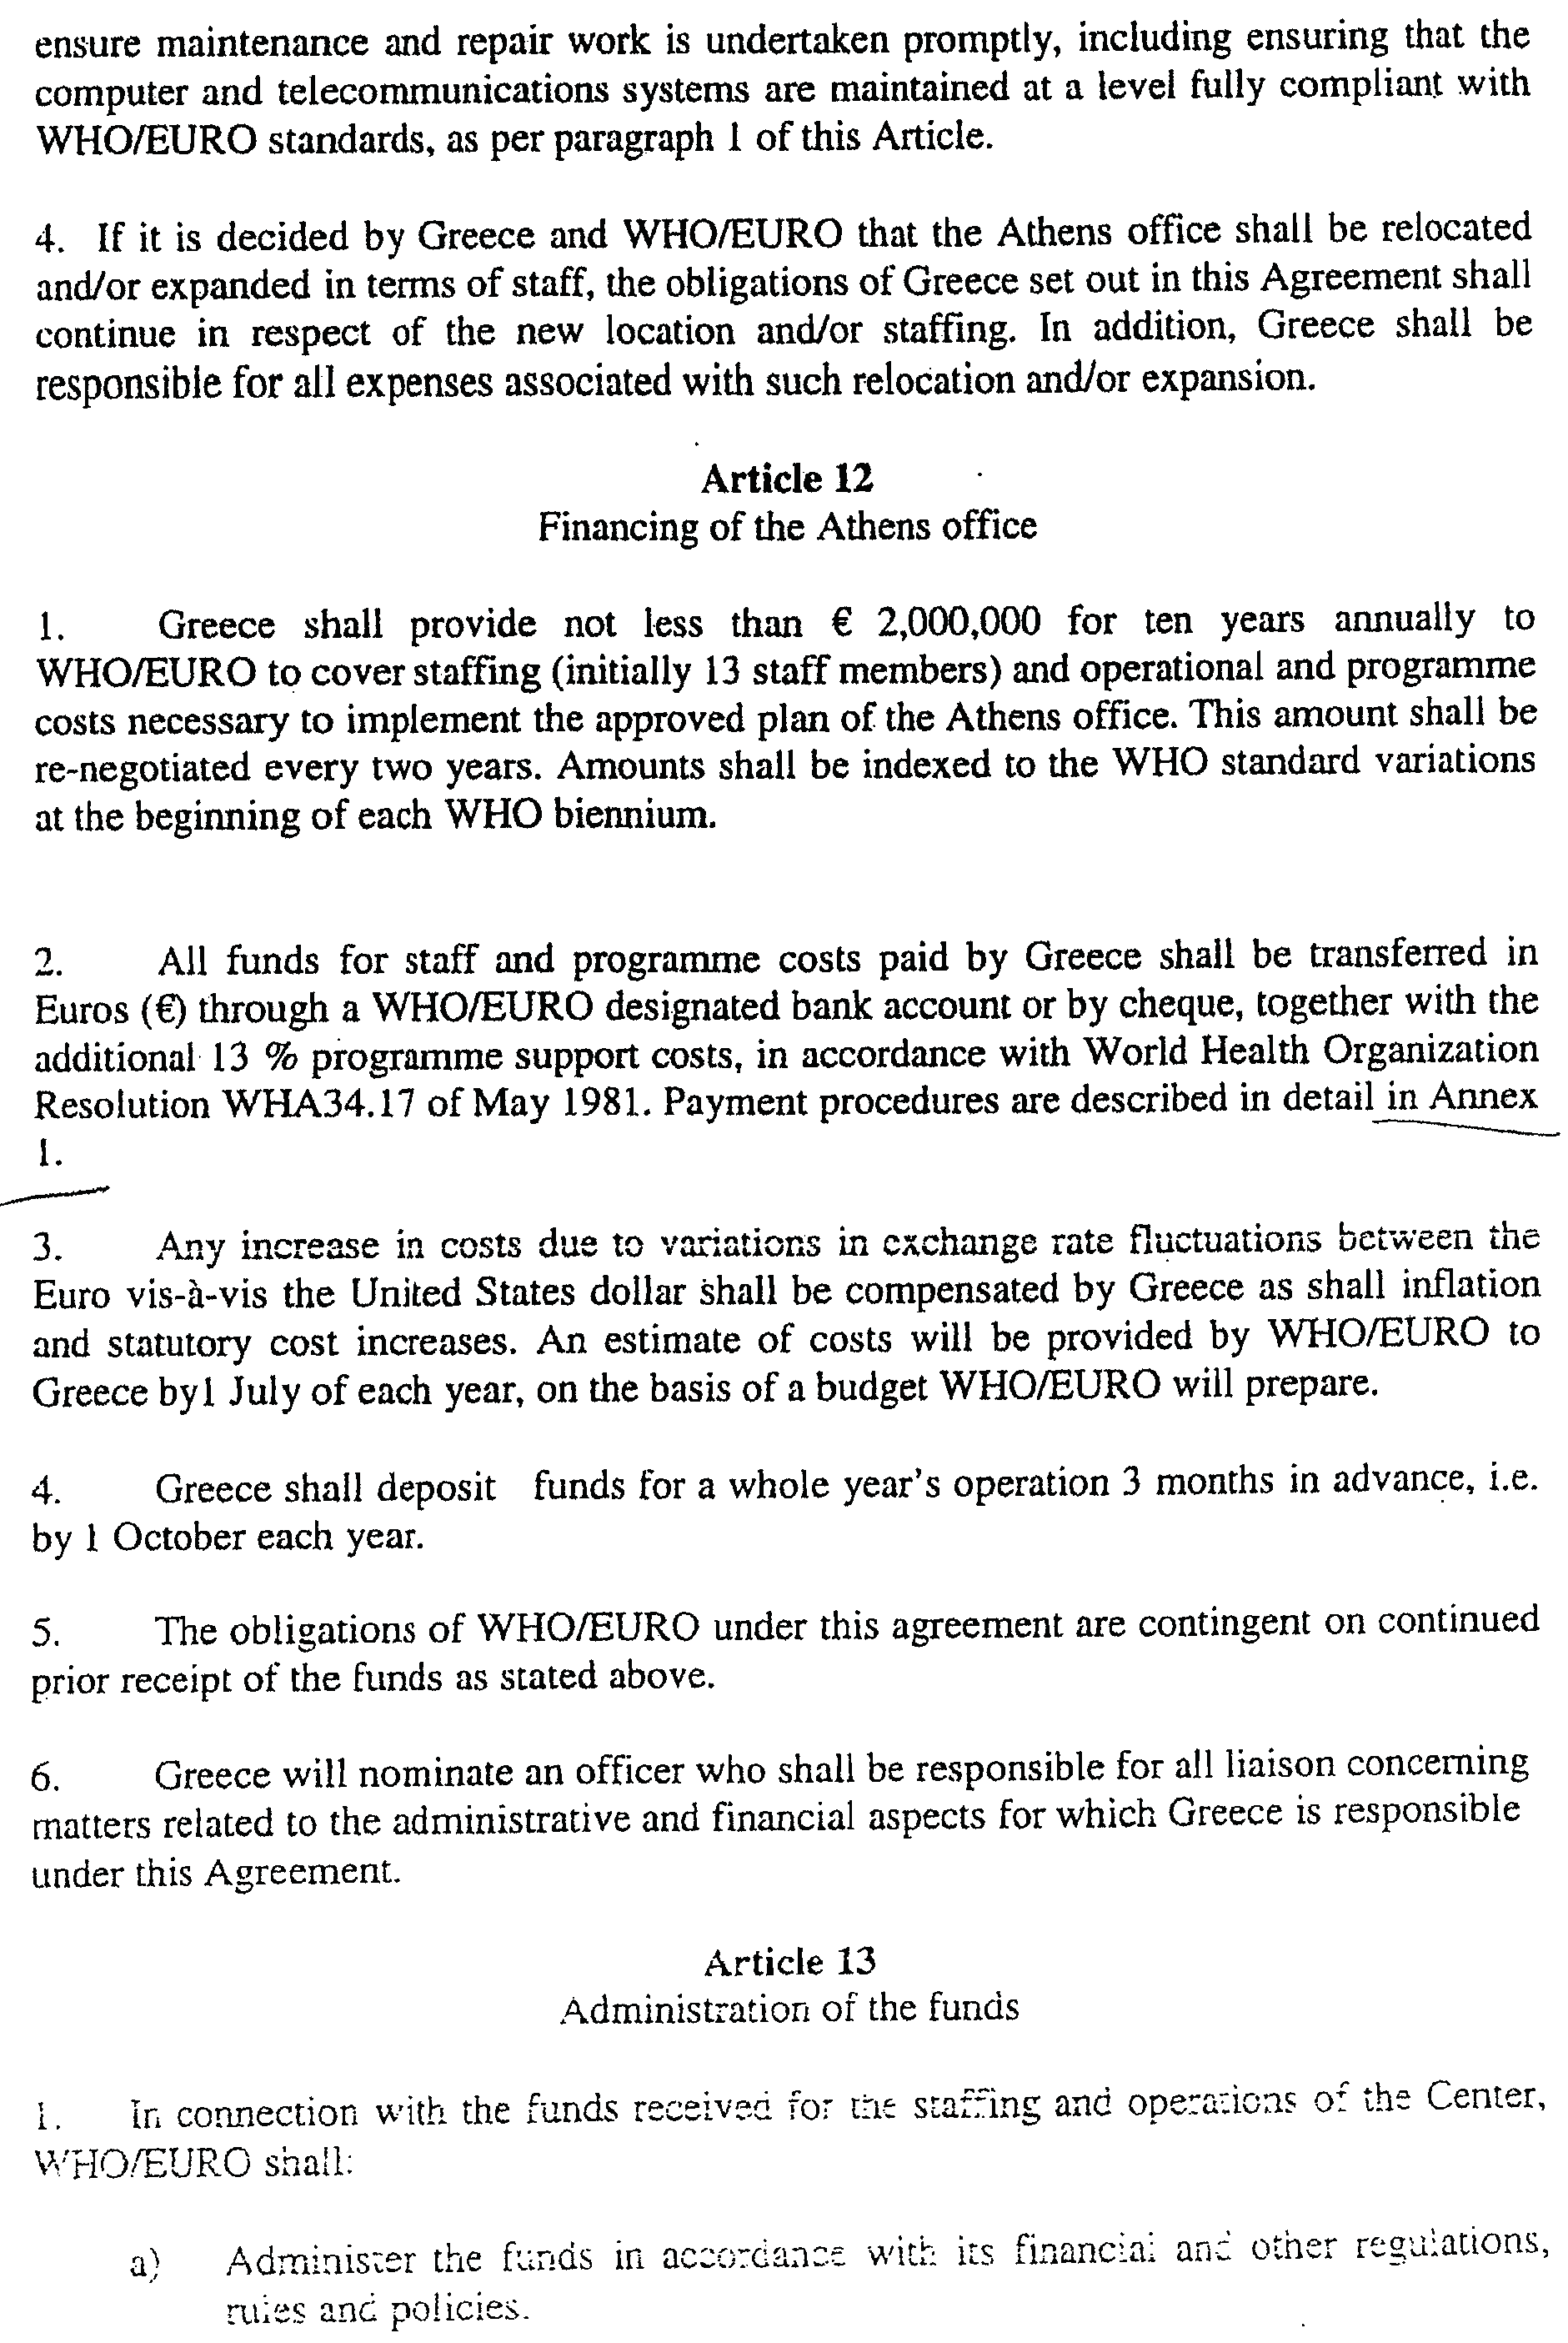 ensure maintenance and repair work is undertaken promptly, including ensuring that the
computer and telecommunications systems are maintained at a level fully compliant with
WHO/EURO standards, as per paragraph 1 of this Article.
4. If it is decided by Greece and WHO/EURO that the Athens office shall be relocated
and/or expanded in terms of staff, the obligations of Greece set out in this Agreement shall
continue in respect of the new location and/or staffing. In addition, Greece shall be
responsible for all expenses associated with such relocation and/or expansion.
Article 12
Financing of the Athens office
1. Greece shall provide not less than € 2,000,000 for ten years annually to
WHO/EURO to cover staffing (initially 13 staff members) and operational and programme
costs necessary to implement the approved plan of the Athens office. This amount shall be
re-negotiated every two years. Amounts shall be indexed to the WHO standard variations
at the beginning of each WHO biennium.
2. All funds for staff and programme costs paid by Greece shall be transferred in
Euros (€) through a WHO/EURO designated bank account or by cheque, together with the
additional 13 % programme support costs, in accordance with World Health Organization
Resolution WHA34.17 of May 1981. Payment procedures are described in detail in Annex
1.
3. Any increase in costs due to variations in exchange rate fluctuations between the
Euro vis-à-vis the United States dollar shall be compensated by Greece as shall inflation
and statutory cost increases. An estimate of costs will be provided by WHO/EURO to
Greece by1 July of each year, on the basis of a budget WHO/EURO will prepare.
4. Greece shall deposit funds for a whole year's operation 3 months in advance, i.e.
by 1 October each year.
5. The obligations of WHO/EURO under this agreement are contingent on continued
prior receipt of the funds as stated above.
6. Greece will nominate an officer who shall be responsible for all liaison concerning
matters related to the administrative and financial aspects for which Greece is responsible
under this Agreement.
Article 13
Administration of the funds
1. In connection with the funds received for the staffing and operations of the Center,
WHO/EURO shall:
a) Administer the funds in accordance with its financial and other regulations,
rules and policies.